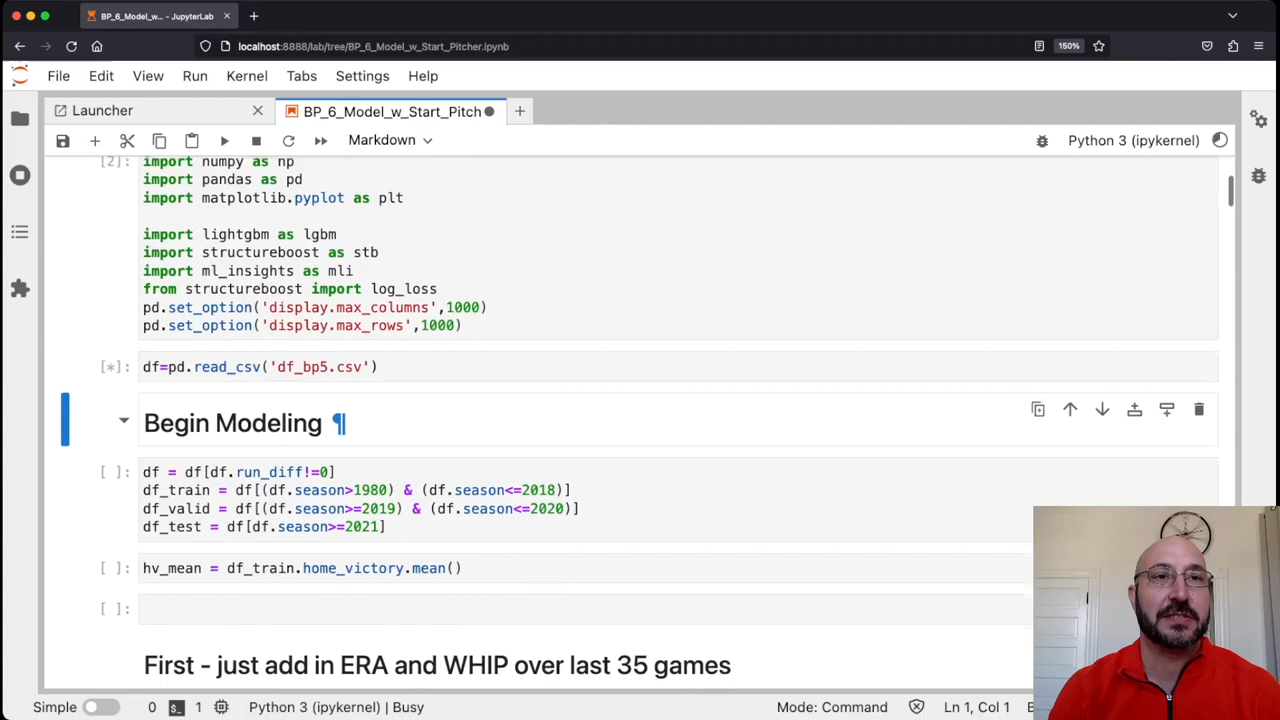 BP_6_Model_w... - JupyterLab
localhost:8888/lab/tree/BP_6_Model_w_Start_Pitcher.ipynb
150%
File Edit View Run Kernel Tabs Settings Help
Launcher
BP_6_Model_w_Start_Pitch
Markdown
Python 3 (ipykernel)
[2]: import numpy as np
import pandas as pd
import matplotlib.pyplot as plt
import lightgbm as lgbm
import structureboost as stb
import ml_insights as mli
from structureboost import log_loss
pd.set_option('display.max_columns',1000)
pd.set_option('display.max_rows',1000)
[*]: df=pd.read_csv('df_bp5.csv')
Begin Modeling ¶
[ ]: df = df[df.run_diff!=0]
df_train = df[(df.season>1980) & (df.season<=2018)]
df_valid = df[(df.season>=2019) & (df.season<=2020)]
df_test = df[df.season>=2021]
[ ]: hv_mean = df_train.home_victory.mean()
[ ]:
First - just add in ERA and WHIP over last 35 games
Simple 0 1 Python 3 (ipykernel) | Busy Mode: Command Ln 1, Col 1